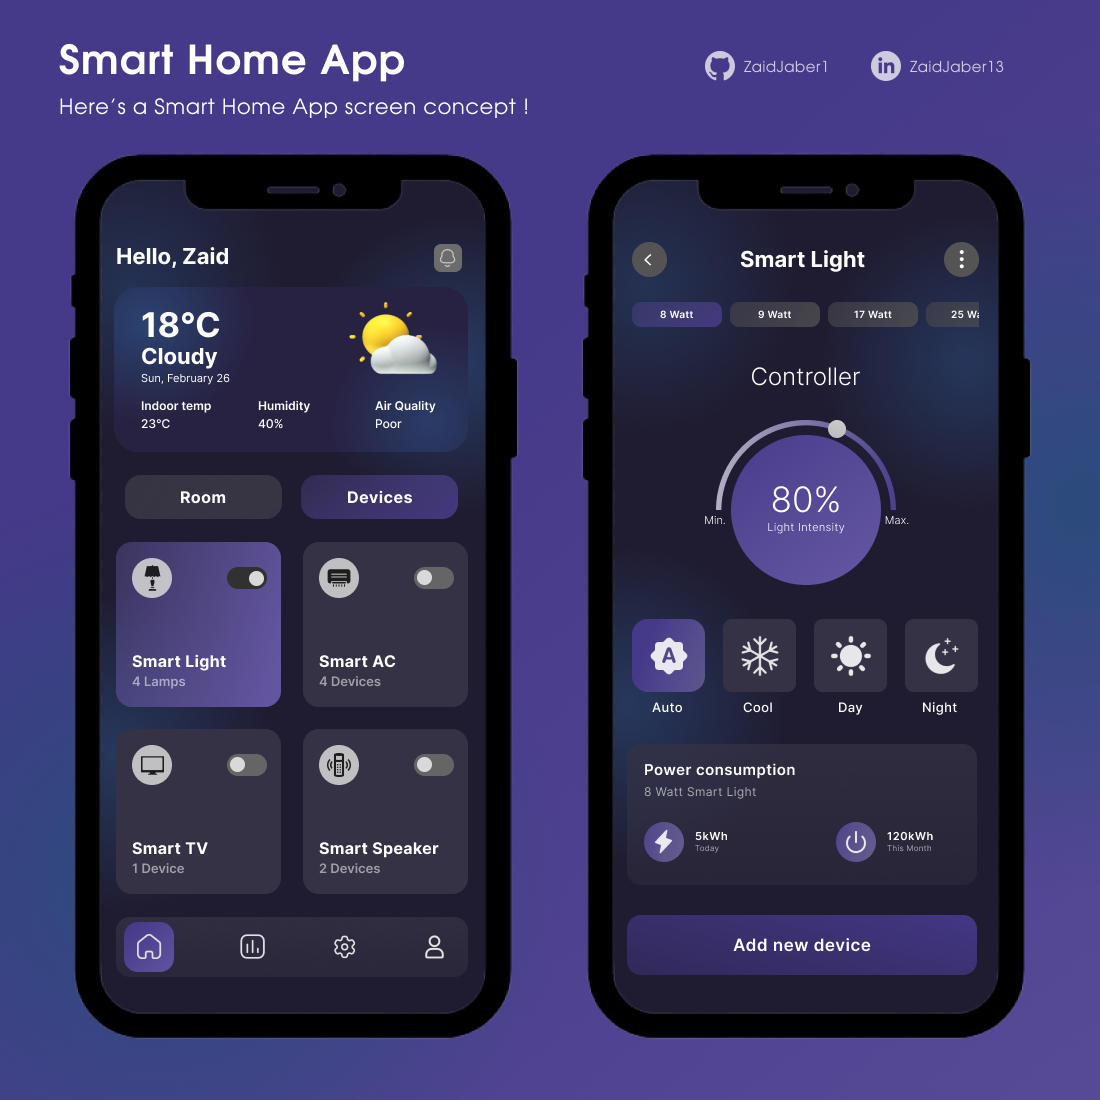 Smart Home App
Here's a Smart Home App screen concept !
ZaidJaber1
ZaidJaber13
Hello, Zaid
18°C
Cloudy
Sun, February 26
Indoor temp Humidity Air Quality
23°C 40% Poor
Room Devices
Smart Light Smart AC
4 Lamps 4 Devices
Smart TV Smart Speaker
1 Device 2 Devices
Smart Light
8 Watt 9 Watt 17 Watt 25 Wa
Controller
80%
Light Intensity
Min. Max.
A
Auto Cool Day Night
Power consumption
8 Watt Smart Light
5kWh 120kWh
Today This Month
Add new device